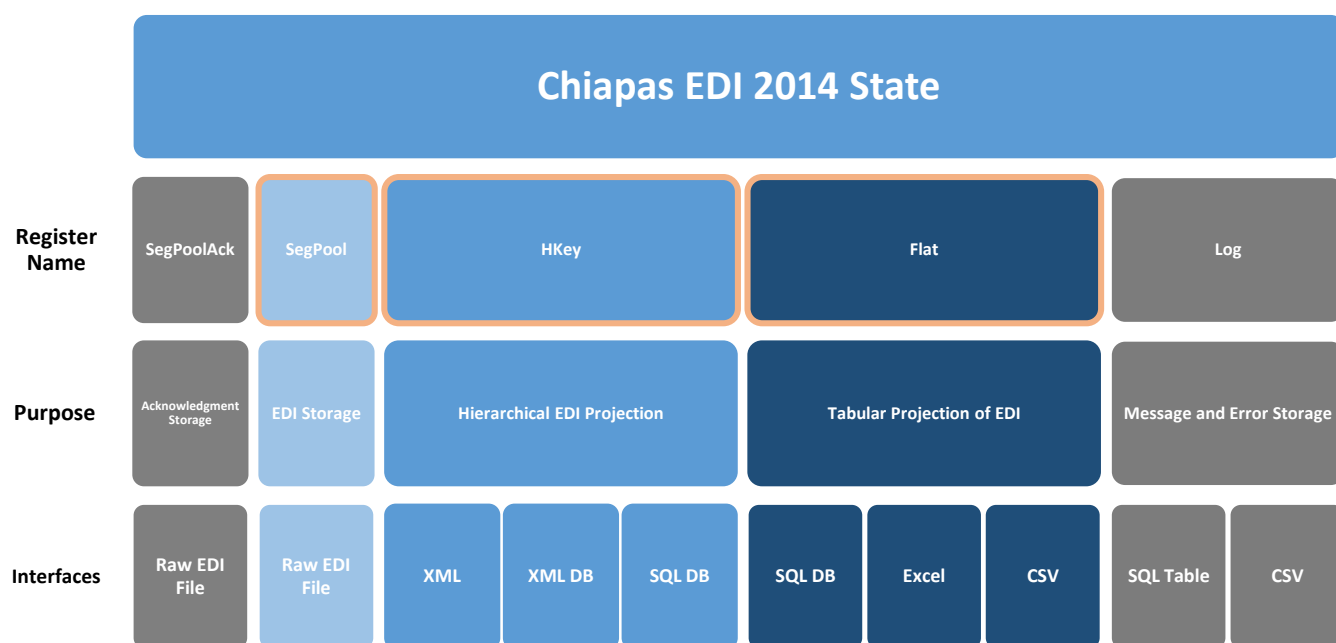 Chiapas EDI 2014 State
Register
Name
SegPoolAck
SegPool
HKey
Flat
Log
Purpose
Acknowledgment
Storage
EDI Storage
Hierarchical EDI Projection
Tabular Projection of EDI
Message and Error Storage
Interfaces
Raw EDI
File
Raw EDI
File
XML
XML DB
SQL DB
SQL DB
Excel
CSV
SQL Table
CSV